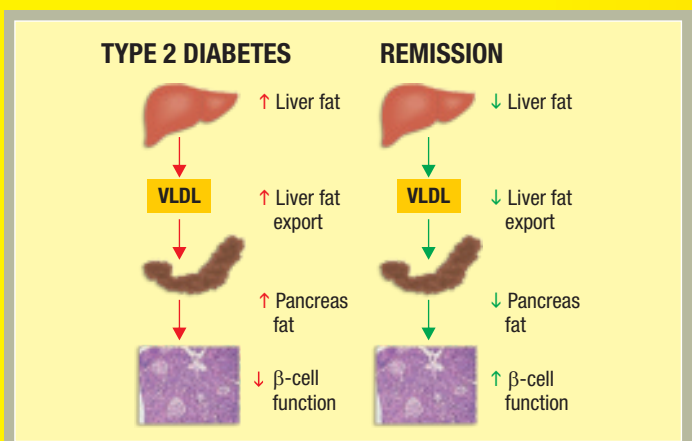 TYPE 2 DIABETES
↑ Liver fat
VLDL
↑ Liver fat
export
↑ Pancreas
fat
↓ β-cell
function
REMISSION
↓ Liver fat
VLDL
↓ Liver fat
export
↓ Pancreas
fat
↑ β-cell
function